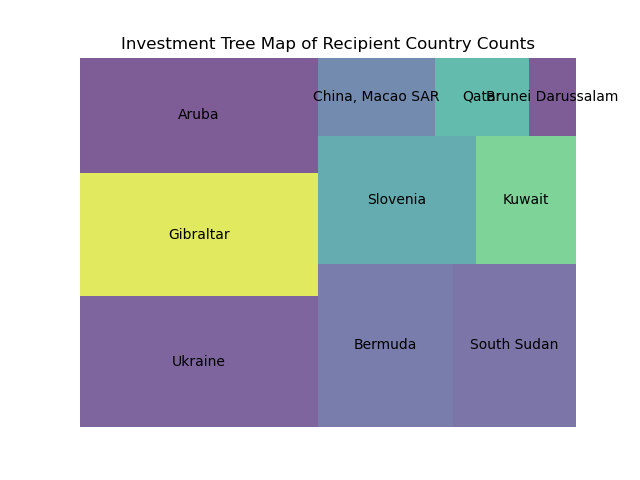 Investment Tree Map of Recipient Country Counts
Aruba
China, Macao SAR
Qatar
Brunei Darussalam
Slovenia
Kuwait
Gibraltar
Bermuda
South Sudan
Ukraine